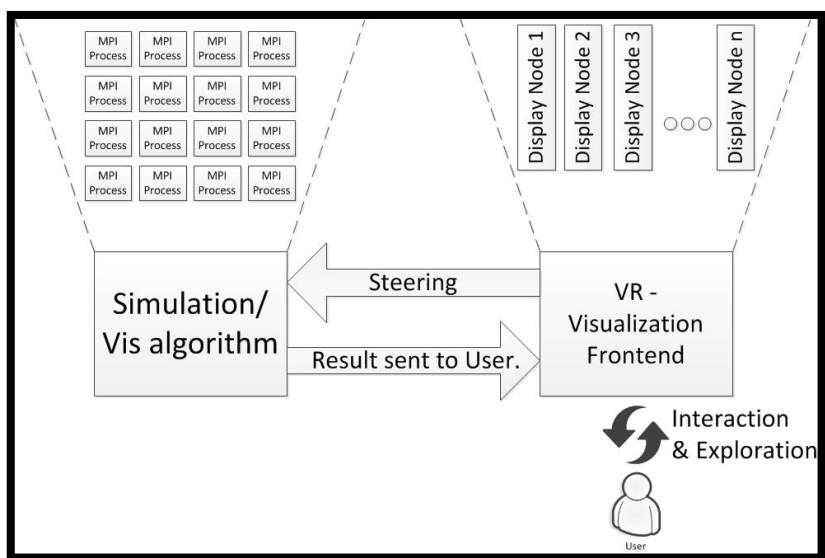 MPI Process MPI Process MPI Process MPI Process
MPI Process MPI Process MPI Process MPI Process
MPI Process MPI Process MPI Process MPI Process
MPI Process MPI Process MPI Process MPI Process
Display Node 1
Display Node 2
Display Node 3
Display Node n
Simulation/
Vis algorithm
Steering
Result sent to User.
VR -
Visualization
Frontend
Interaction
& Exploration
User